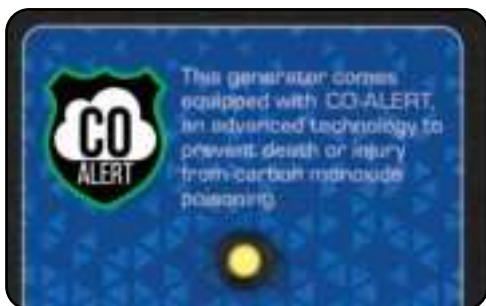 CO
ALERT
This generator comes
equipped with CO-ALERT,
an advanced technology to
prevent death or injury
from carbon monoxide
poisoning.